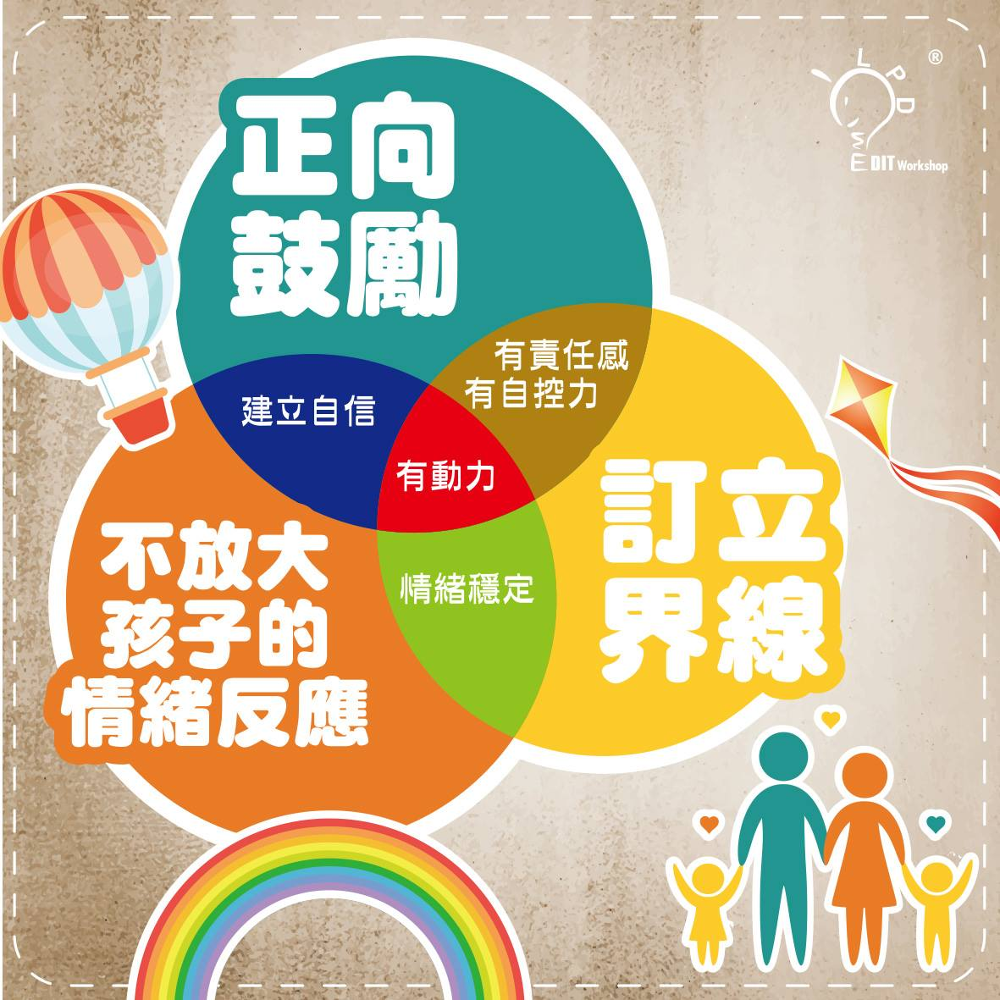 正向
鼓勵
有責任感
有自控力
建立自信
有動力
訂立
界線
不放大
孩子的
情緒反應
情緒穩定
LPD
®
EDIT Workshop